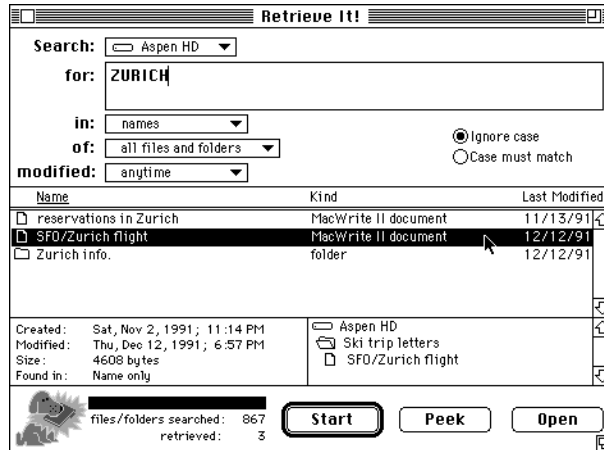 Retrieve It!
Search: Aspen HD
for: ZURICH
in: names
of: all files and folders
modified: anytime
Ignore case
Case must match
Name Kind Last Modified
reservations in Zurich MacWrite II document 11/13/91
SFO/Zurich flight MacWrite II document 12/12/91
Zurich info. folder 12/12/91
Created: Sat, Nov 2, 1991; 11:14 PM
Modified: Thu, Dec 12, 1991; 6:57 PM
Size: 4608 bytes
Found in: Name only
Aspen HD
Ski trip letters
SFO/Zurich flight
files/folders searched: 867
retrieved: 3
Start Peek Open